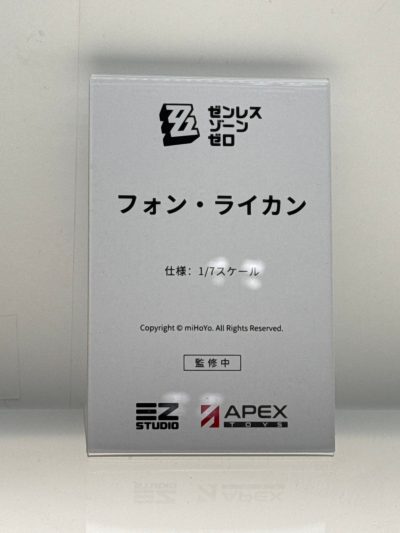 ゼンレス
ゾーン
ゼロ
フォン・ライカン
仕様: 1/7スケール
Copyright © miHoYo. All Rights Reserved.
監修中
EZ
STUDIO
APEX
TOYS